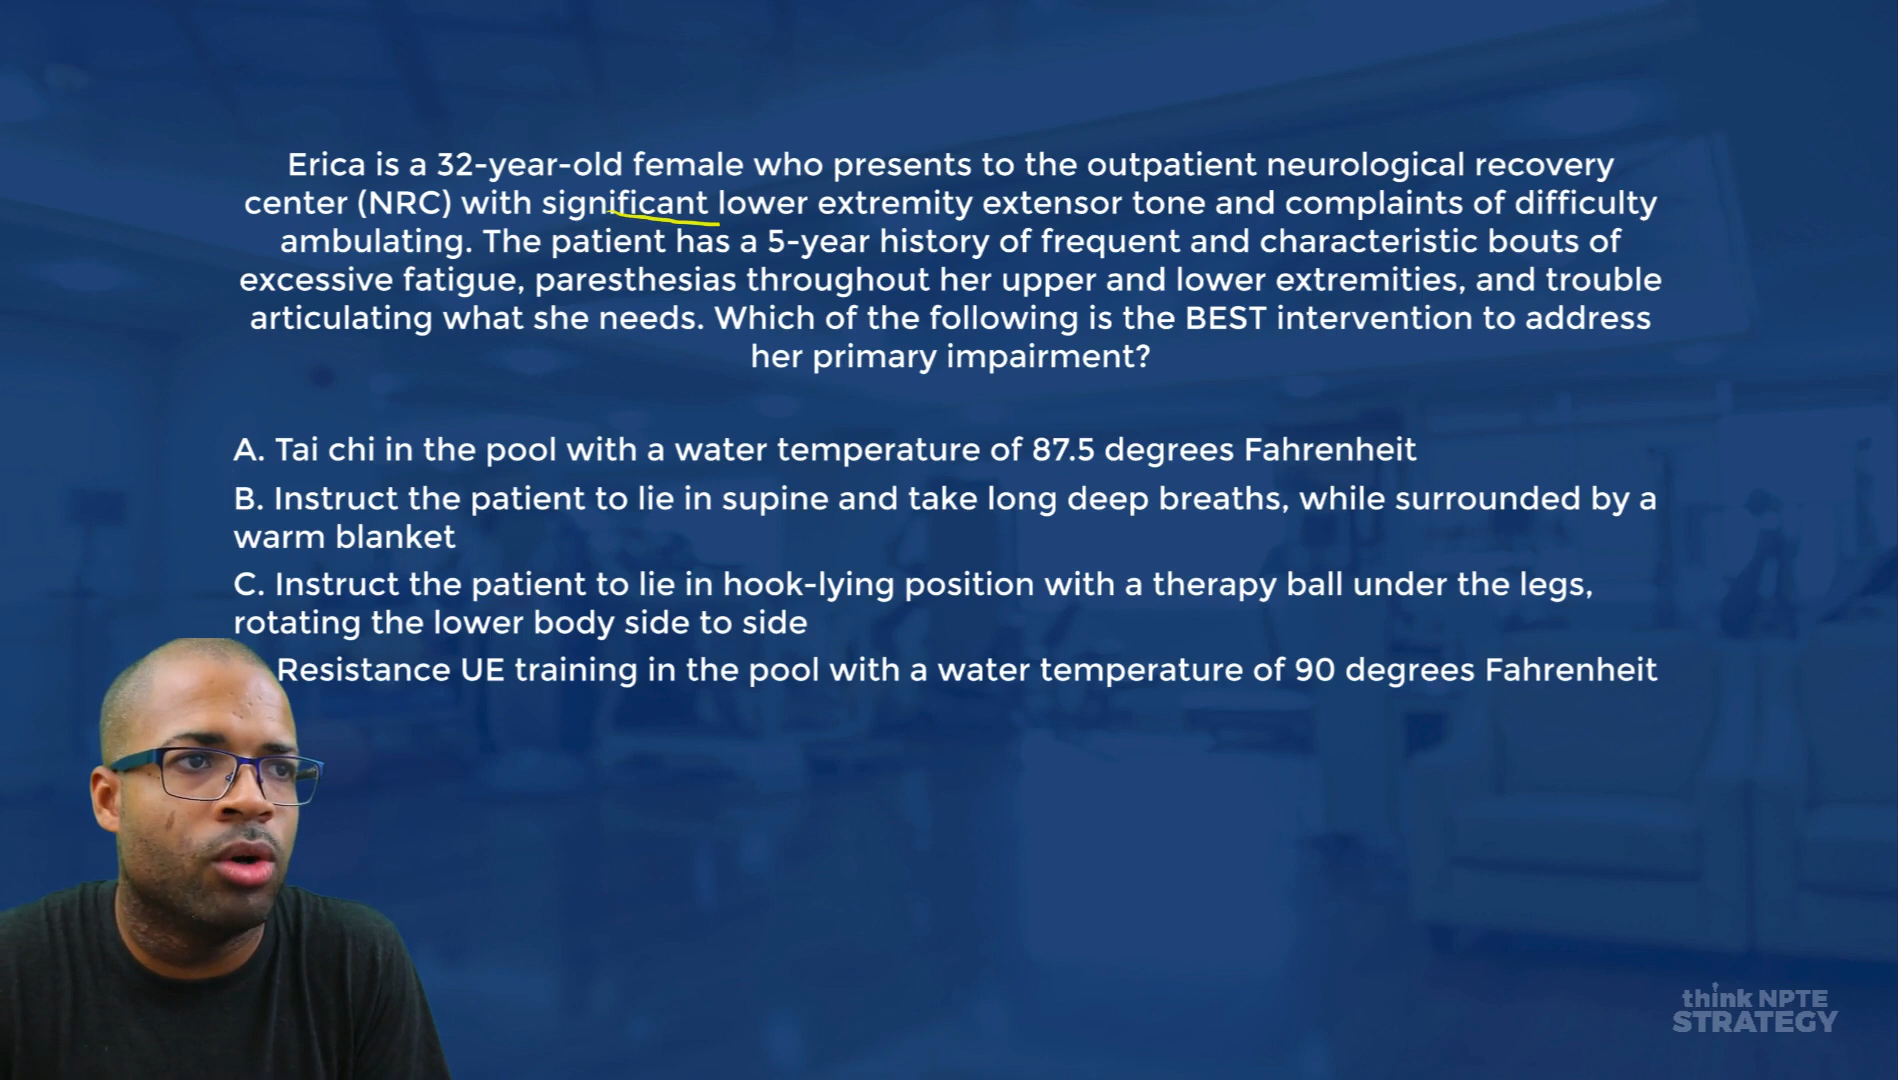 Erica is a 32-year-old female who presents to the outpatient neurological recovery
center (NRC) with significant lower extremity extensor tone and complaints of difficulty
ambulating. The patient has a 5-year history of frequent and characteristic bouts of
excessive fatigue, paresthesias throughout her upper and lower extremities, and trouble
articulating what she needs. Which of the following is the BEST intervention to address
her primary impairment?
A. Tai chi in the pool with a water temperature of 87.5 degrees Fahrenheit
B. Instruct the patient to lie in supine and take long deep breaths, while surrounded by a
warm blanket
C. Instruct the patient to lie in hook-lying position with a therapy ball under the legs,
rotating the lower body side to side
Resistance UE training in the pool with a water temperature of 90 degrees Fahrenheit
think NPTE
STRATEGY